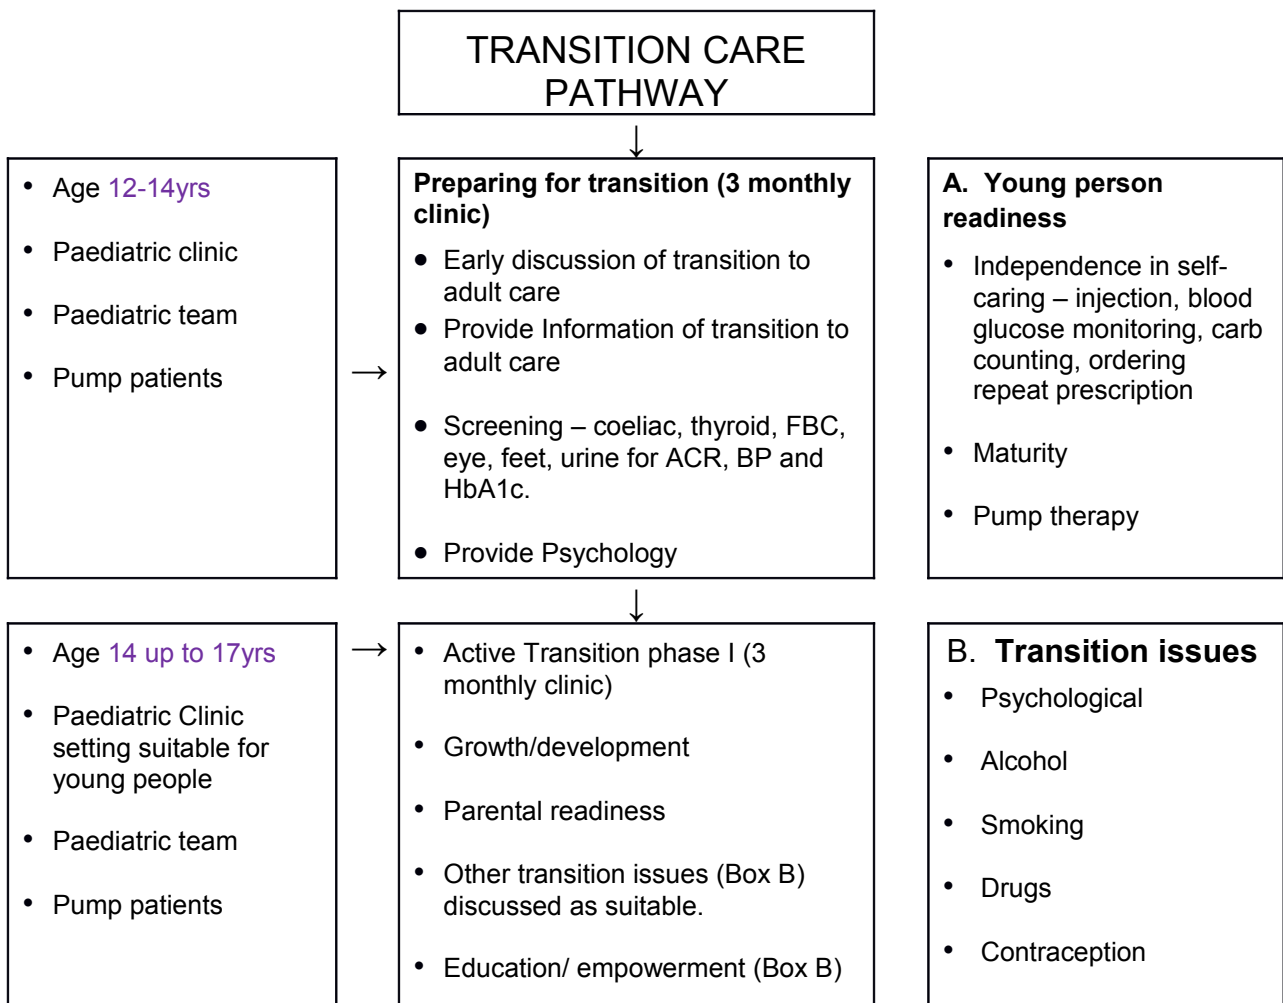 TRANSITION CARE
PATHWAY
↓
• Age 12-14yrs
• Paediatric clinic
• Paediatric team
• Pump patients
→
Preparing for transition (3 monthly
clinic)
• Early discussion of transition to
adult care
• Provide Information of transition to
adult care
• Screening – coeliac, thyroid, FBC,
eye, feet, urine for ACR, BP and
HbA1c.
• Provide Psychology
A. Young person
readiness
• Independence in self-
caring – injection, blood
glucose monitoring, carb
counting, ordering
repeat prescription
• Maturity
• Pump therapy
↓
• Age 14 up to 17yrs
• Paediatric Clinic
setting suitable for
young people
• Paediatric team
• Pump patients
→
• Active Transition phase I (3
monthly clinic)
• Growth/development
• Parental readiness
• Other transition issues (Box B)
discussed as suitable.
• Education/ empowerment (Box B)
B. Transition issues
• Psychological
• Alcohol
• Smoking
• Drugs
• Contraception